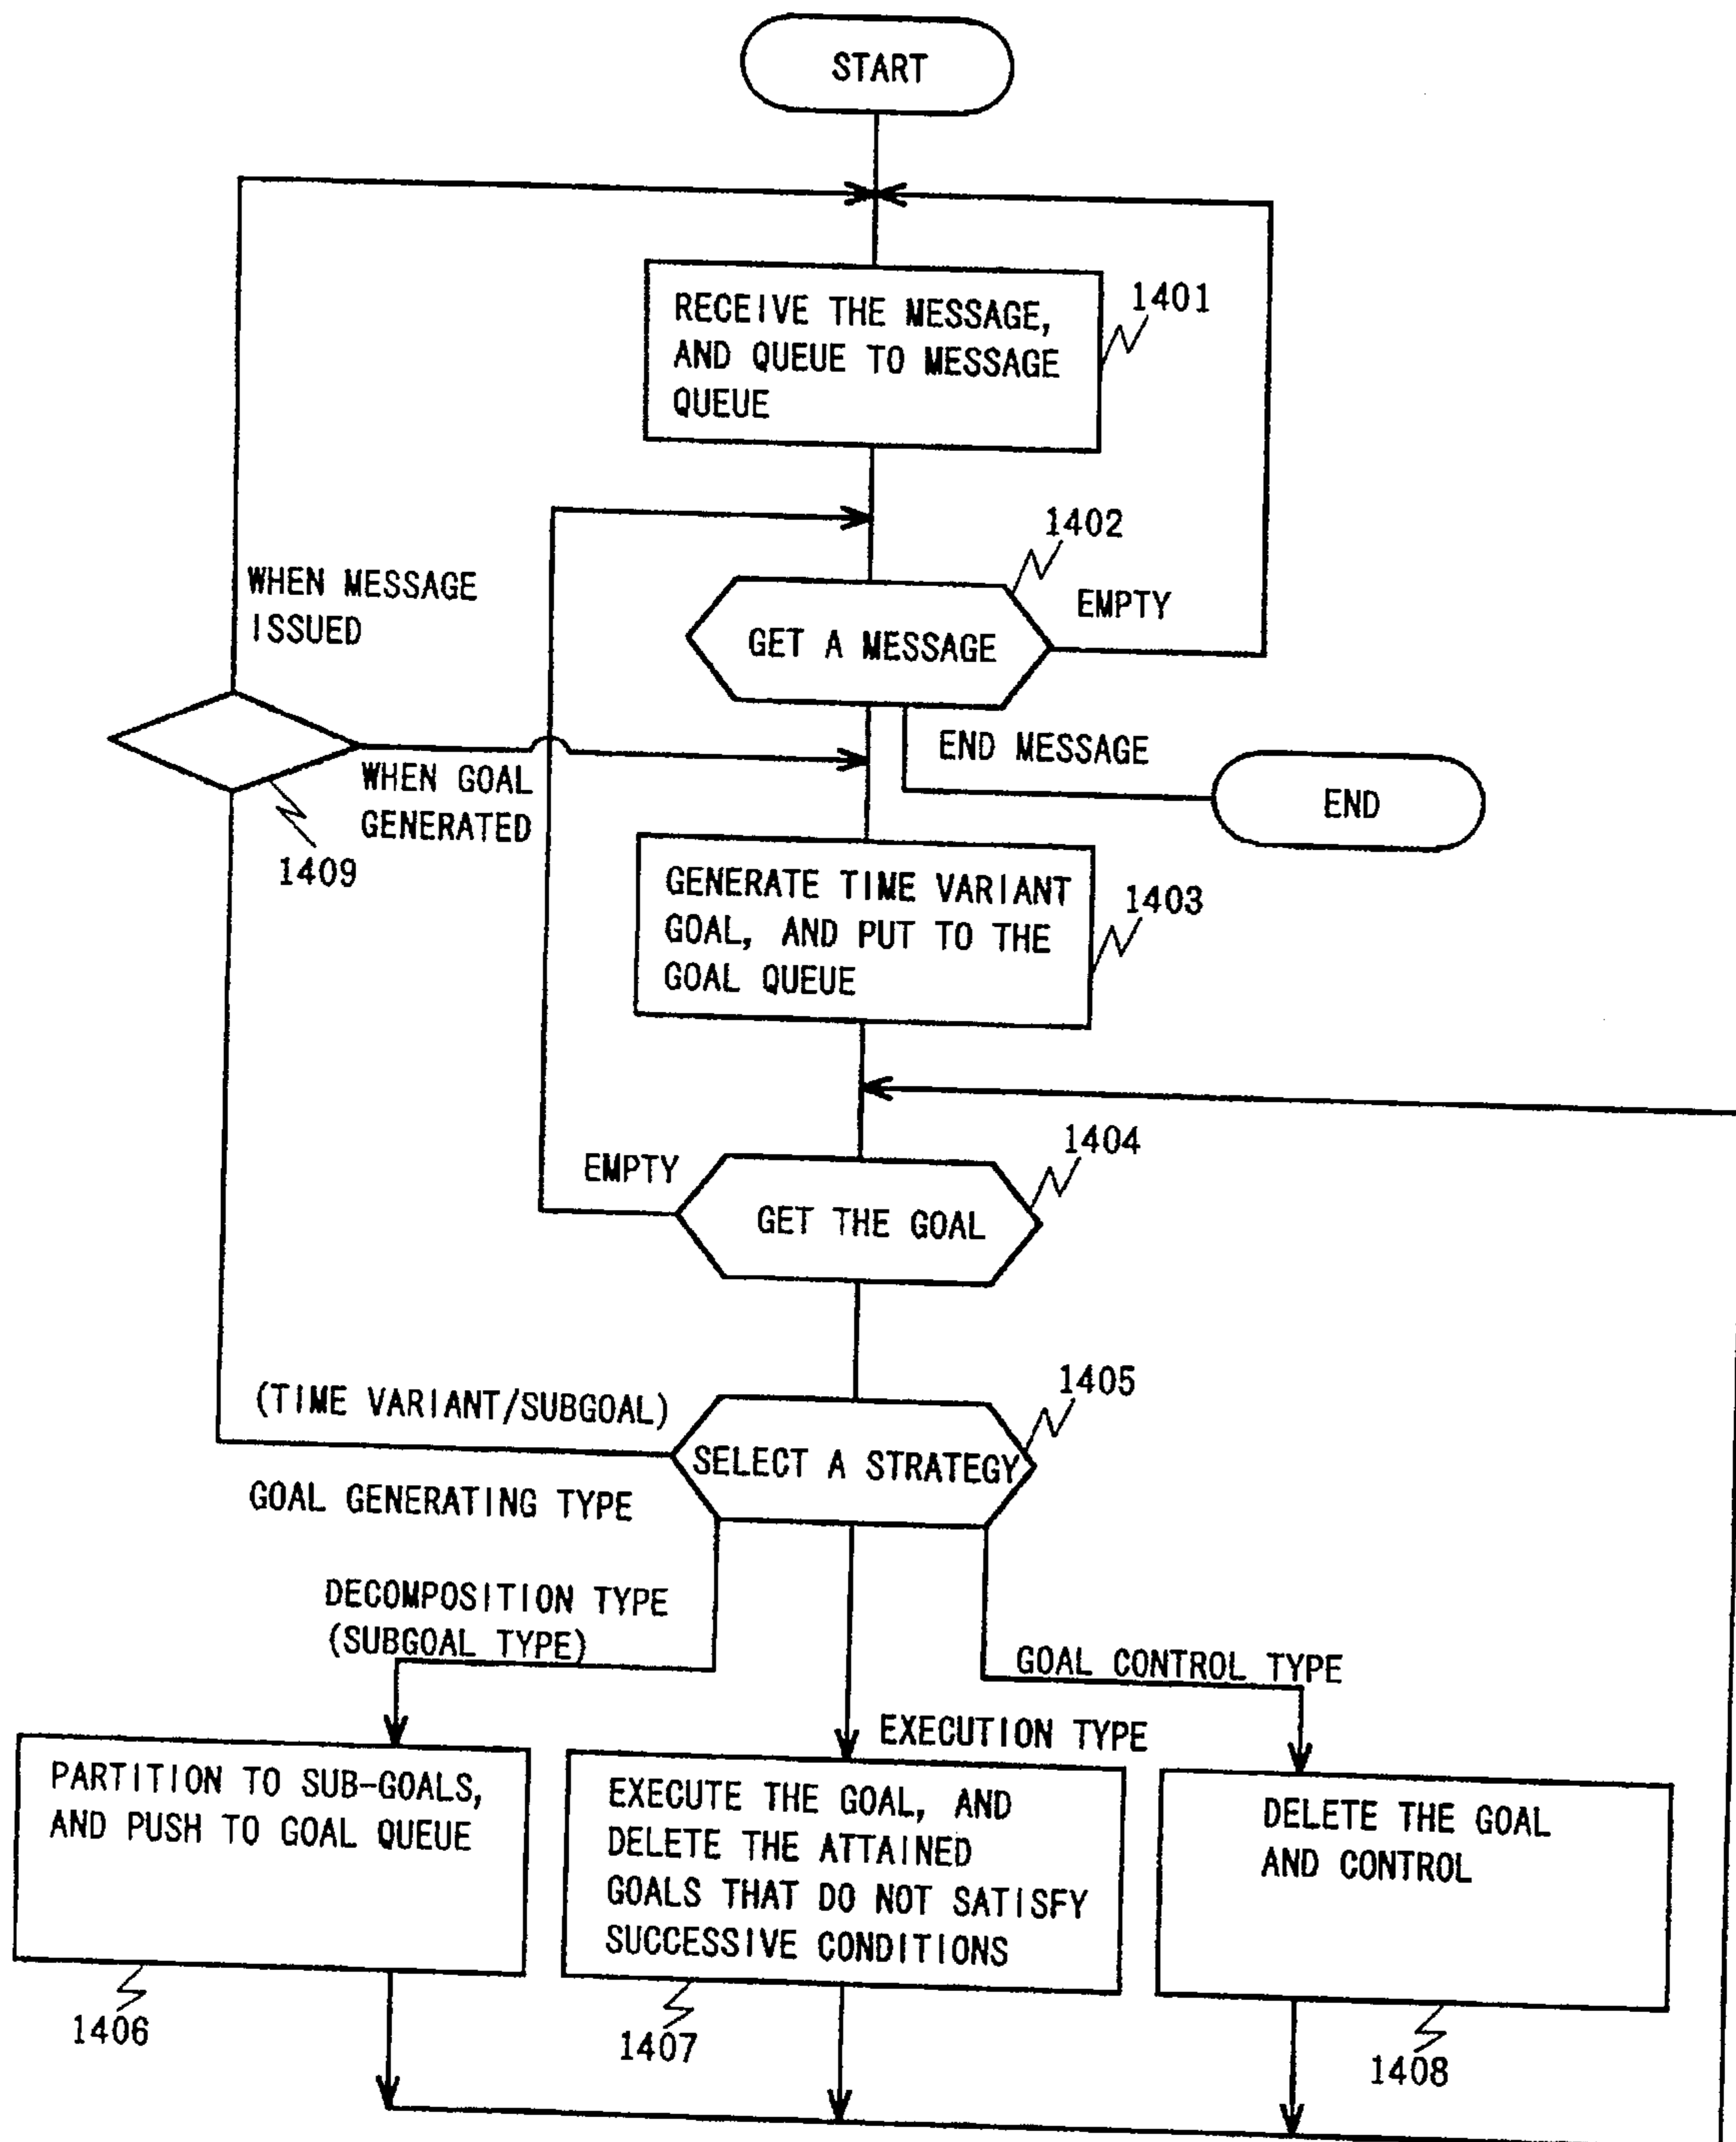 START
RECEIVE THE MESSAGE,
AND QUEUE TO MESSAGE
QUEUE
1401
1402
GET A MESSAGE
EMPTY
WHEN MESSAGE
ISSUED
END MESSAGE
END
WHEN GOAL
GENERATED
1409
GENERATE TIME VARIANT
GOAL, AND PUT TO THE
GOAL QUEUE
1403
1404
EMPTY
GET THE GOAL
1405
(TIME VARIANT/SUBGOAL)
SELECT A STRATEGY
GOAL GENERATING TYPE
DECOMPOSITION TYPE
(SUBGOAL TYPE)
GOAL CONTROL TYPE
EXECUTION TYPE
PARTITION TO SUB-GOALS,
AND PUSH TO GOAL QUEUE
EXECUTE THE GOAL, AND
DELETE THE ATTAINED
GOALS THAT DO NOT SATISFY
SUCCESSIVE CONDITIONS
DELETE THE GOAL
AND CONTROL
1406
1407
1408